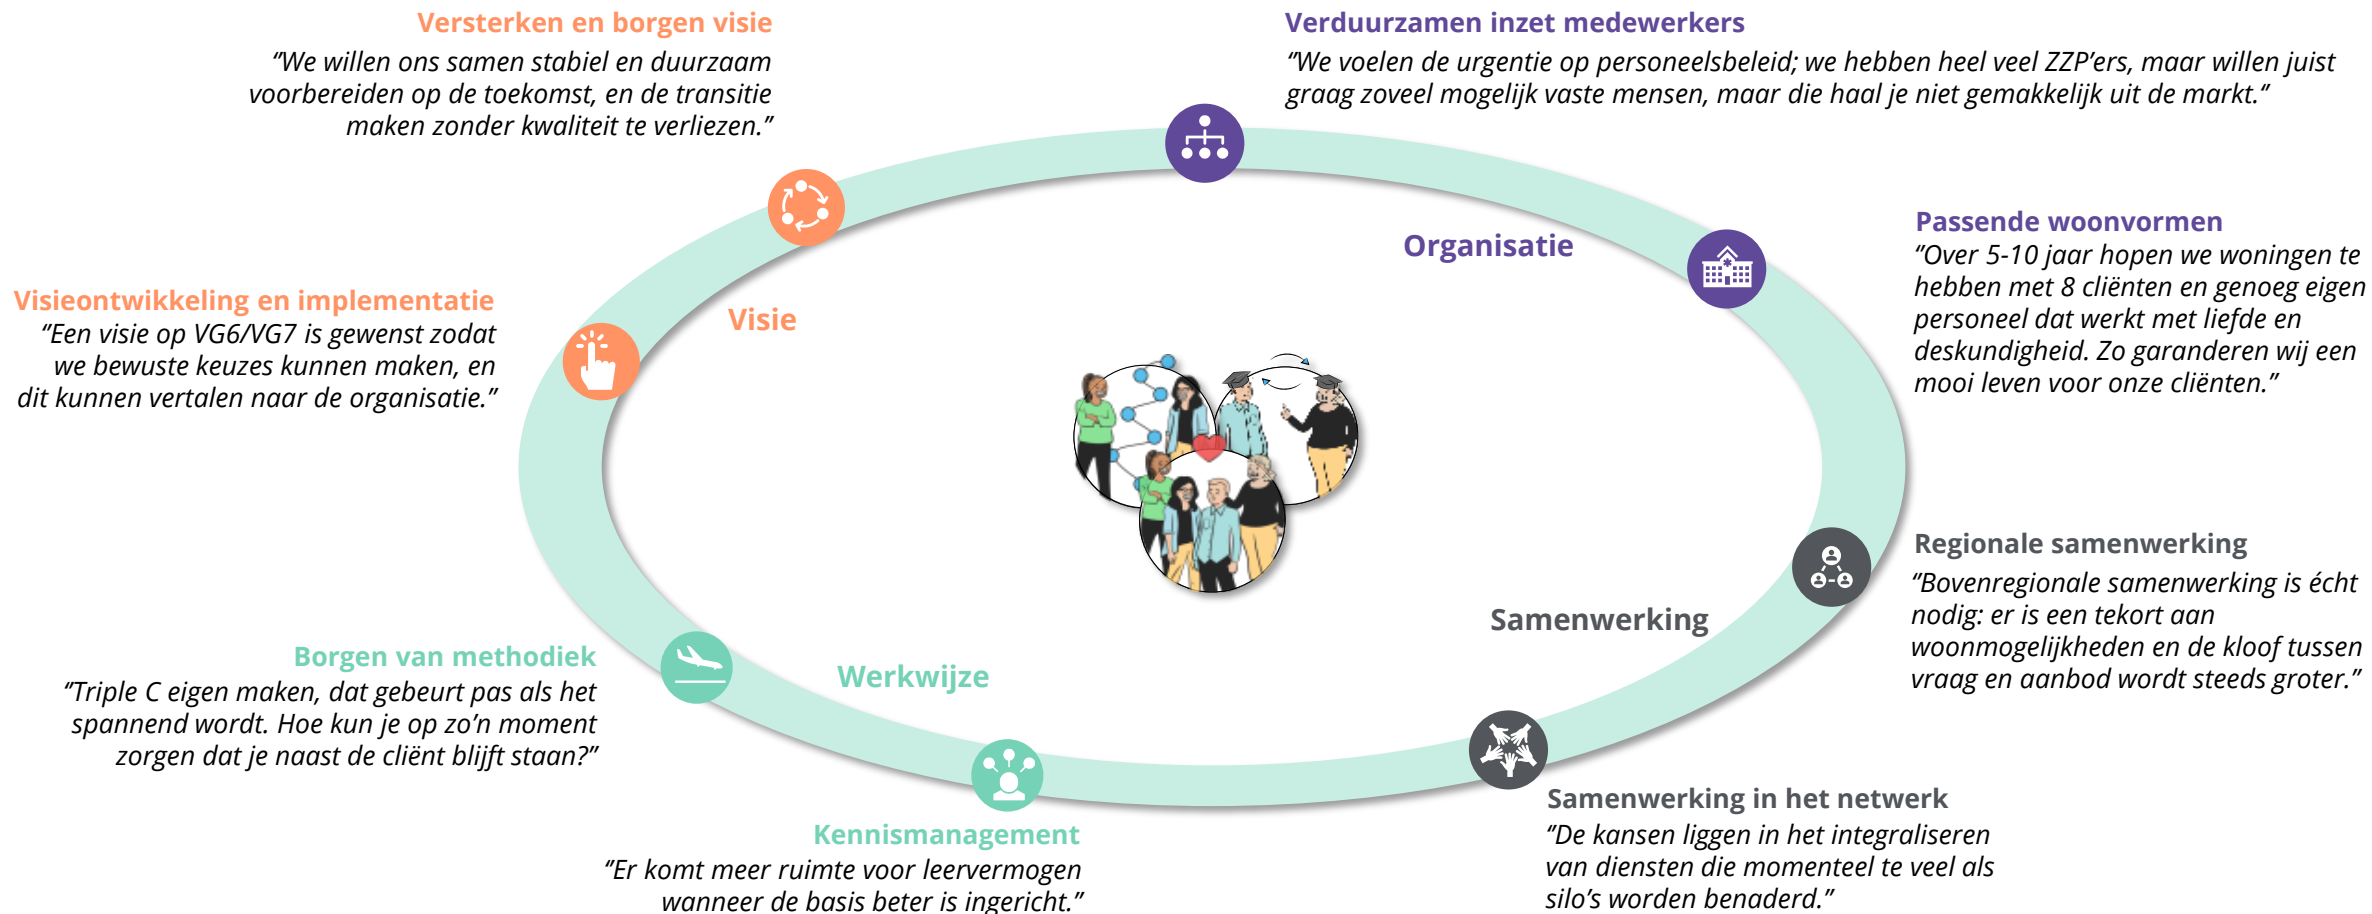 Versterken en borgen visie
"We willen ons samen stabiel en duurzaam
voorbereiden op de toekomst, en de transitie
maken zonder kwaliteit te verliezen."
Verduurzamen inzet medewerkers
"We voelen de urgentie op personeelsbeleid; we hebben heel veel ZZP'ers, maar willen juist
graag zoveel mogelijk vaste mensen, maar die haal je niet gemakkelijk uit de markt."
Organisatie
Passende woonvormen
"Over 5-10 jaar hopen we woningen te
hebben met 8 cliënten en genoeg eigen
personeel dat werkt met liefde en
deskundigheid. Zo garanderen wij een
mooi leven voor onze cliënten."
Visieontwikkeling en implementatie
"Een visie op VG6/VG7 is gewenst zodat
we bewuste keuzes kunnen maken, en
dit kunnen vertalen naar de organisatie."
Visie
Regionale samenwerking
"Bovenregionale samenwerking is écht
nodig: er is een tekort aan
woonmogelijkheden en de kloof tussen
vraag en aanbod wordt steeds groter."
Samenwerking
Borgen van methodiek
"Triple C eigen maken, dat gebeurt pas als het
spannend wordt. Hoe kun je op zo'n moment
zorgen dat je naast de cliënt blijft staan?"
Werkwijze
Samenwerking in het netwerk
"De kansen liggen in het integraliseren
van diensten die momenteel te veel als
silo's worden benaderd."
Kennismanagement
"Er komt meer ruimte voor leervermogen
wanneer de basis beter is ingericht."